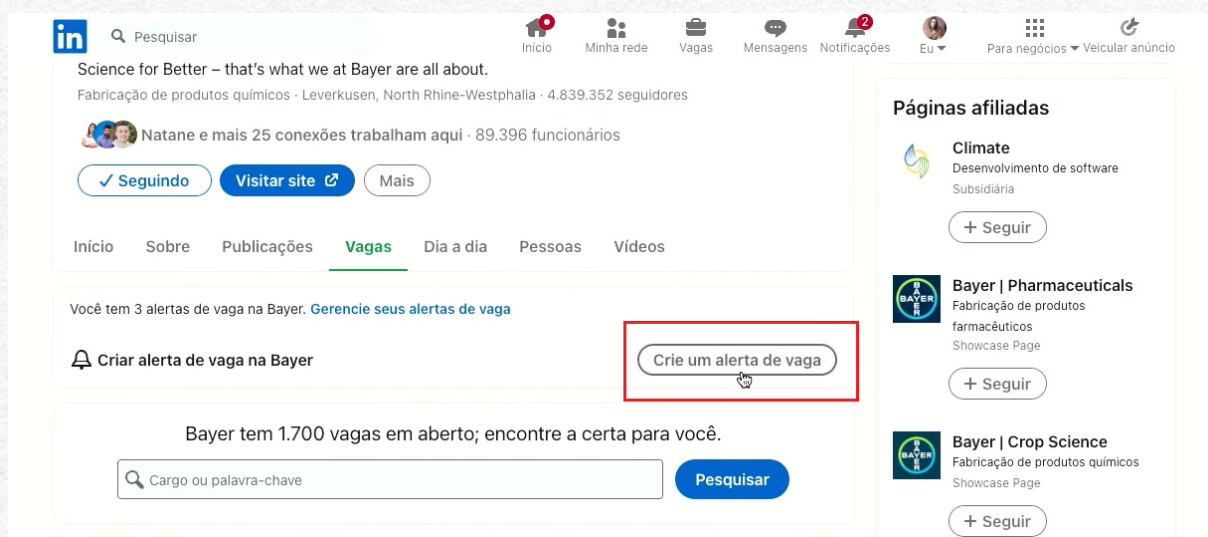 in
Pesquisar
Início
Minha rede
Vagas
Mensagens
2
Notificações
Eu
Para negócios
Veicular anúncio
Science for Better – that's what we at Bayer are all about.
Fabricação de produtos químicos · Leverkusen, North Rhine-Westphalia · 4.839.352 seguidores
Natane e mais 25 conexões trabalham aqui · 89.396 funcionários
✓ Seguindo
Visitar site
Mais
Início
Sobre
Publicações
Vagas
Dia a dia
Pessoas
Vídeos
Você tem 3 alertas de vaga na Bayer. Gerencie seus alertas de vaga
Criar alerta de vaga na Bayer
Crie um alerta de vaga
Bayer tem 1.700 vagas em aberto; encontre a certa para você.
Cargo ou palavra-chave
Pesquisar
Páginas afiliadas
Climate
Desenvolvimento de software
Subsidiária
+ Seguir
BAYER
BAYER
Bayer | Pharmaceuticals
Fabricação de produtos
farmacêuticos
Showcase Page
+ Seguir
BAYER
BAYER
Bayer | Crop Science
Fabricação de produtos químicos
Showcase Page
+ Seguir